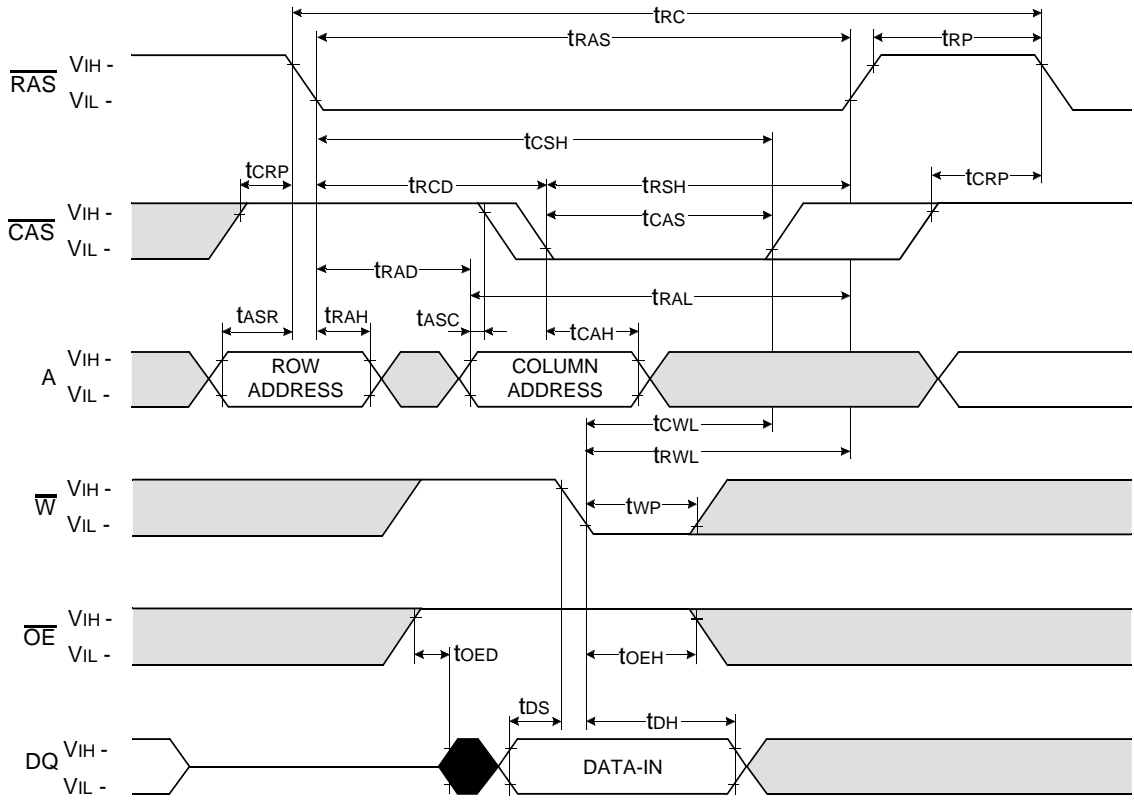 tRC
tRAS
tRP
RAS
VIH -
VIL -
tCSH
tCRP
tRCD
tRSH
tCRP
CAS
VIH -
VIL -
tCAS
tRAD
tRAL
tASR
tRAH
tASC
tCAH
A
VIH -
VIL -
ROW
ADDRESS
COLUMN
ADDRESS
tCWL
tRWL
W
VIH -
VIL -
tWP
OE
VIH -
VIL -
tOED
tOEH
tDS
tDH
DQ
VIH -
VIL -
DATA-IN